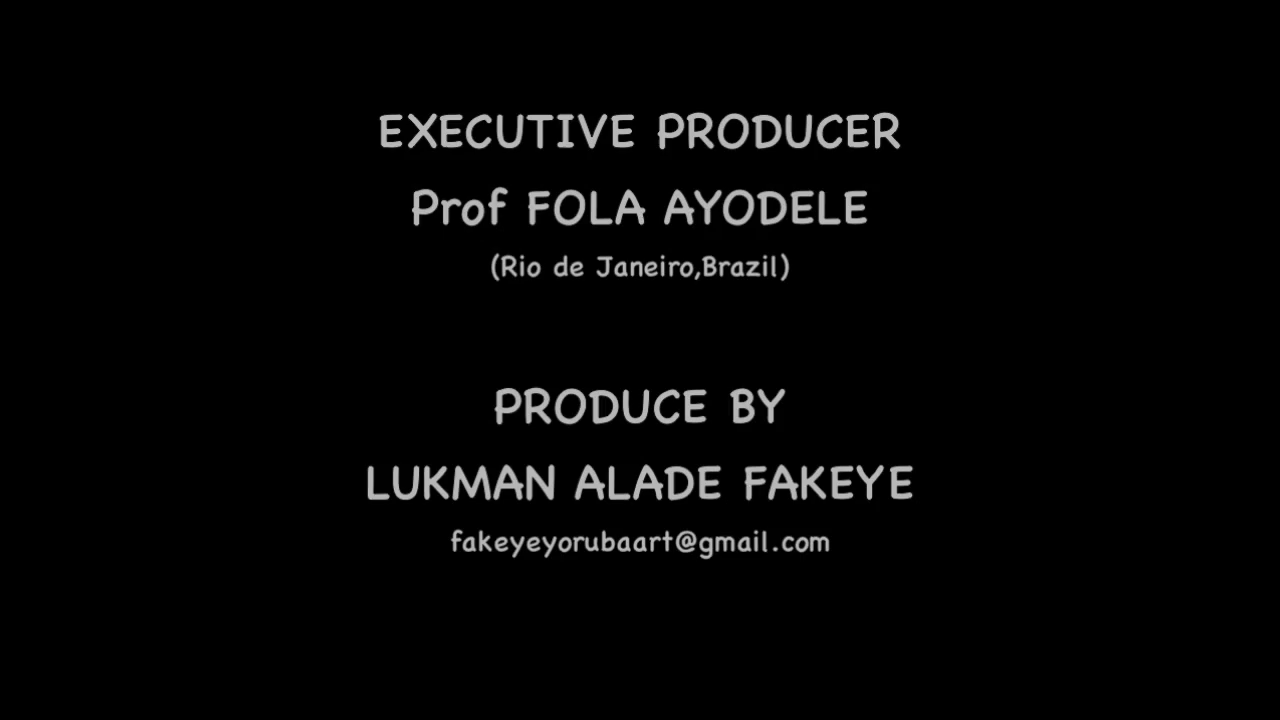 EXECUTIVE PRODUCER
Prof FOLA AYODELE
(Rio de Janeiro,Brazil)
PRODUCE BY
LUKMAN ALADE FAKEYE
fakeyeyorubaart@gmail.com